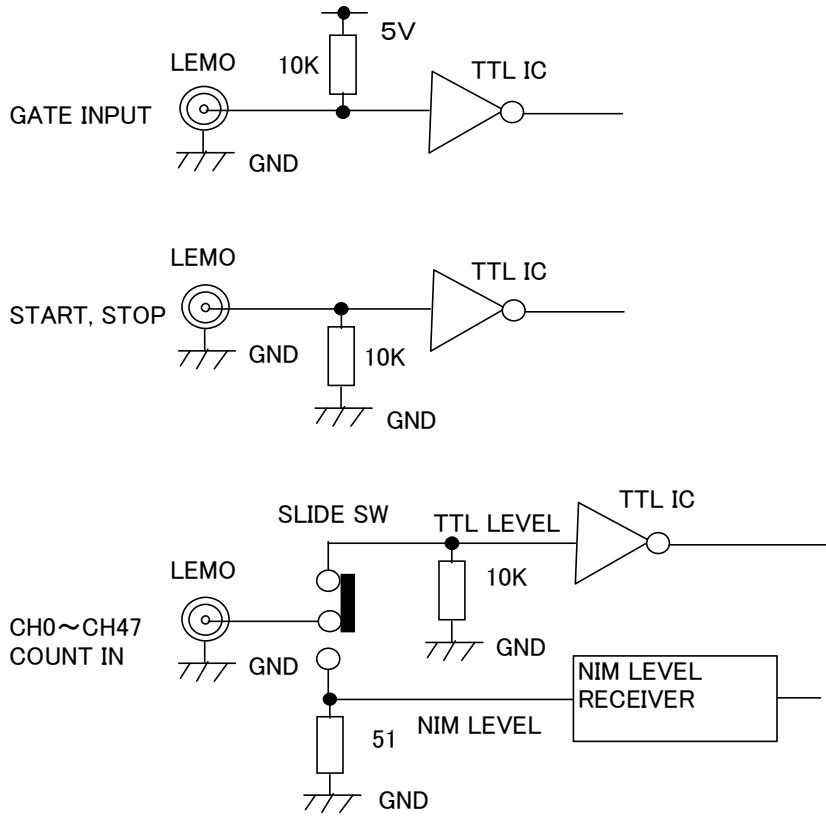 5V
LEMO
10K
TTL IC
GATE INPUT
GND
LEMO
TTL IC
START, STOP
GND
10K
GND
SLIDE SW
TTL LEVEL
TTL IC
LEMO
10K
CH0～CH47
COUNT IN
GND
GND
NIM LEVEL
RECEIVER
51
NIM LEVEL
GND